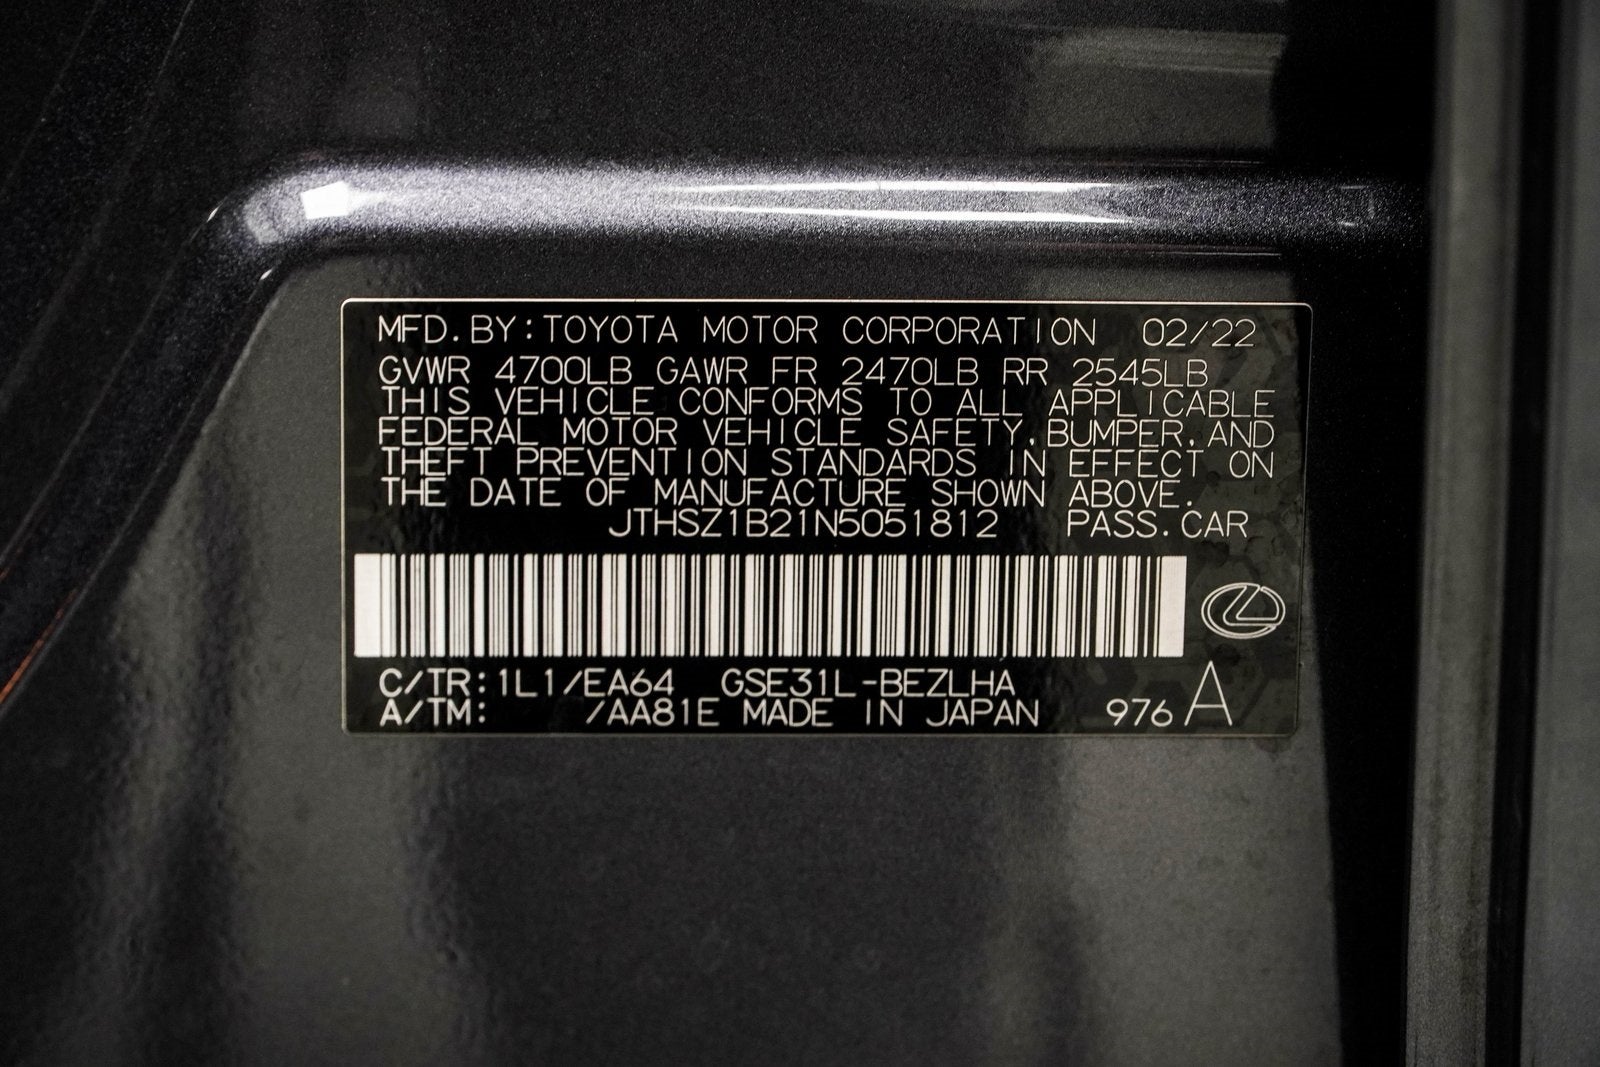 MFD.BY:TOYOTA MOTOR CORPORATION 02/22
GVWR 4700LB GAWR FR 2470LB RR 2545LB
THIS VEHICLE CONFORMS TO ALL APPLICABLE
FEDERAL MOTOR VEHICLE SAFETY,BUMPER,AND
THEFT PREVENTION STANDARDS IN EFFECT ON
THE DATE OF MANUFACTURE SHOWN ABOVE.
JTHSZ1B21N5051812 PASS.CAR
C/TR:1L1/EA64 GSE31L-BEZLHA
A/TM: /AA81E MADE IN JAPAN 976 A